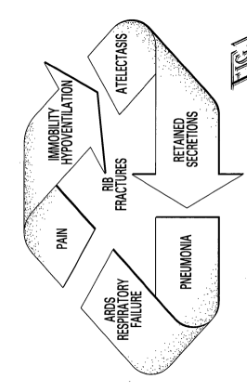 PAIN
IMMOBILITY
HYPOVENTILATION
ATELECTASIS
RETAINED
SECRETIONS
PNEUMONIA
ARDS
RESPIRATORY
FAILURE
RIB
FRACTURES
FIG. 1